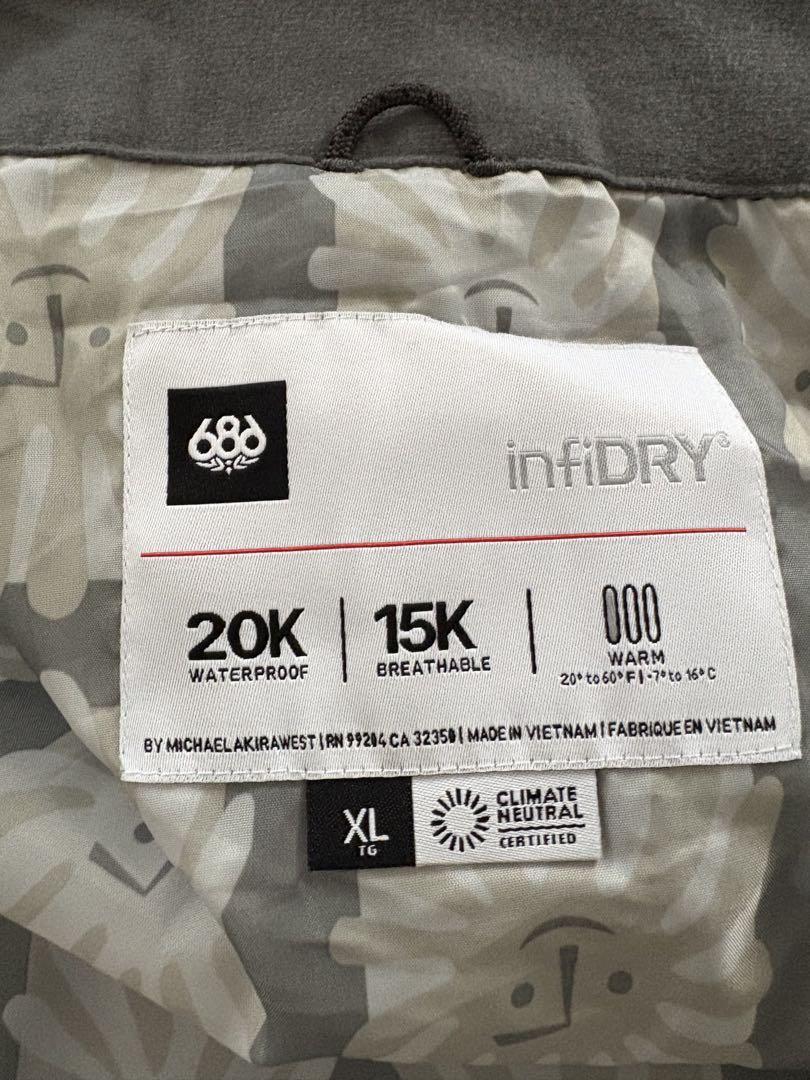 686
infiDRY®
20K
WATERPROOF
15K
BREATHABLE
WARM
20° to 60° F | -7° to 16° C
BY MICHAELAKIRAWEST | RN 99204 CA 32350 | MADE IN VIETNAM | FABRIQUE EN VIETNAM
XL
TG
CLIMATE
NEUTRAL
CERTIFIED